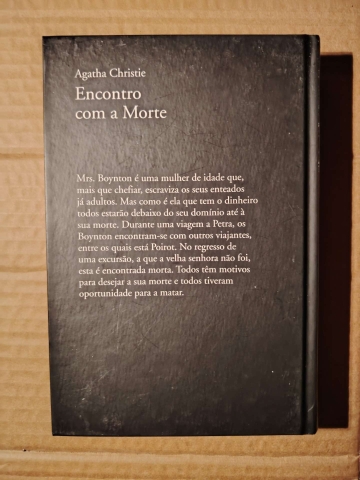 Agatha Christie
Encontro
com a Morte
Mrs. Boynton é uma mulher de idade que,
mais que chefiar, escraviza os seus enteados
já adultos. Mas como é ela que tem o dinheiro
todos estarão debaixo do seu domínio até à
sua morte. Durante uma viagem a Petra, os
Boynton encontram-se com outros viajantes,
entre os quais está Poirot. No regresso de
uma excursão, a que a velha senhora não foi,
esta é encontrada morta. Todos têm motivos
para desejar a sua morte e todos tiveram
oportunidade para a matar.